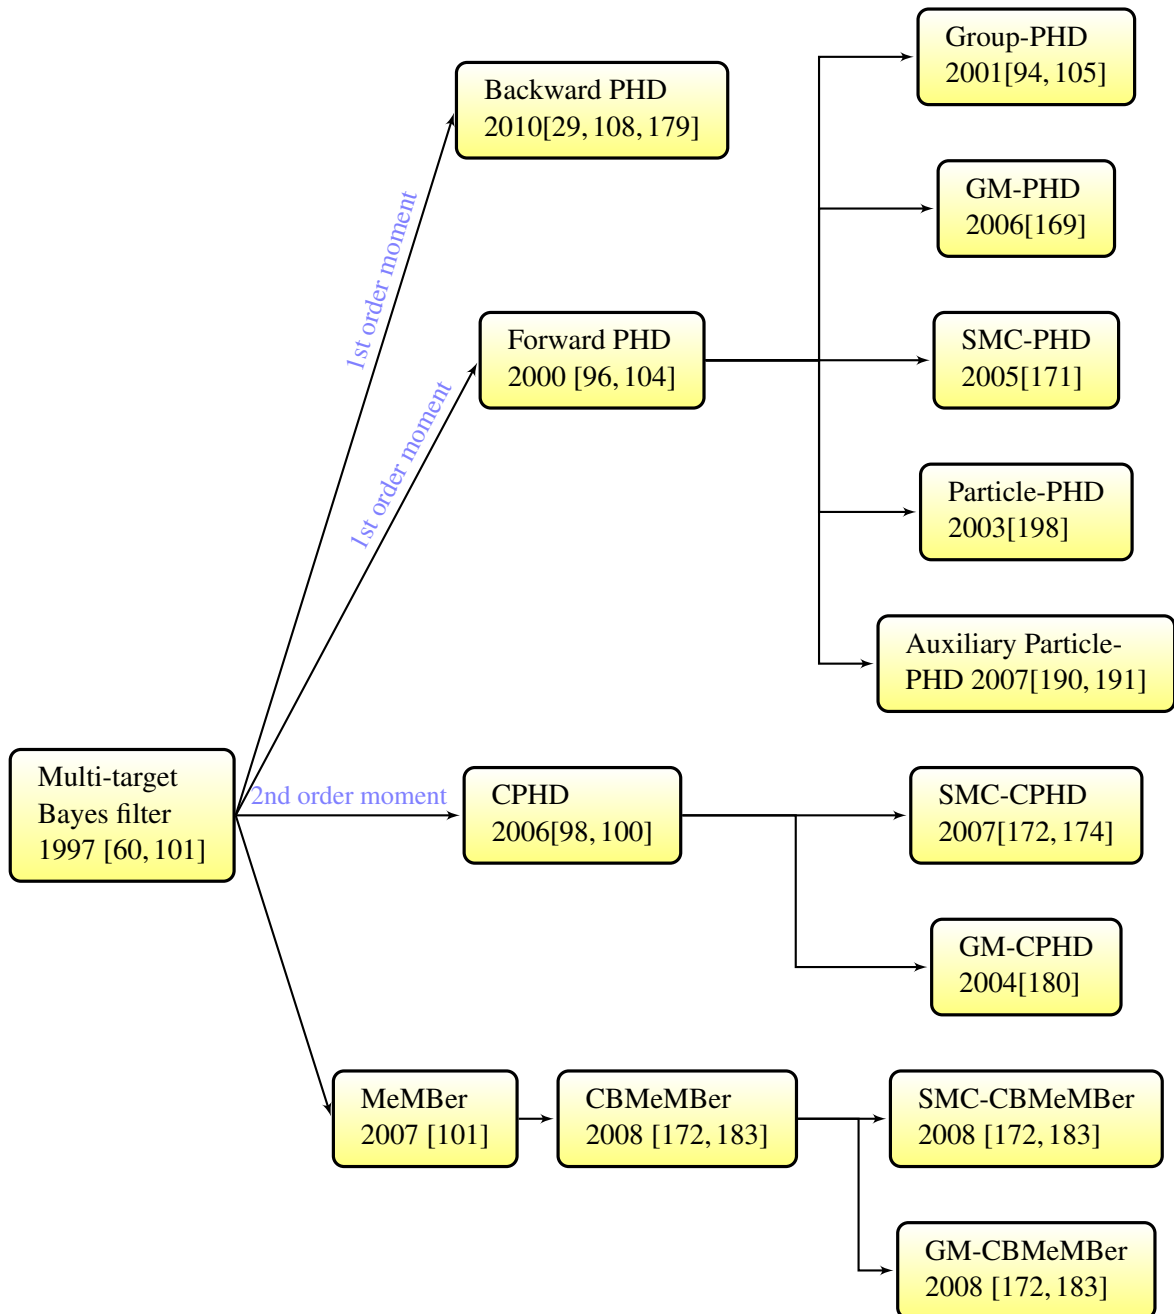 Group-PHD
2001[94, 105]
Backward PHD
2010[29, 108, 179]
GM-PHD
2006[169]
1st order moment
Forward PHD
2000 [96, 104]
SMC-PHD
2005[171]
1st order moment
Particle-PHD
2003[198]
Auxiliary Particle-
PHD 2007[190, 191]
Multi-target
Bayes filter
1997 [60, 101]
2nd order moment
CPHD
2006[98, 100]
SMC-CPHD
2007[172, 174]
GM-CPHD
2004[180]
MeMBer
2007 [101]
CBMeMBer
2008 [172, 183]
SMC-CBMeMBer
2008 [172, 183]
GM-CBMeMBer
2008 [172, 183]